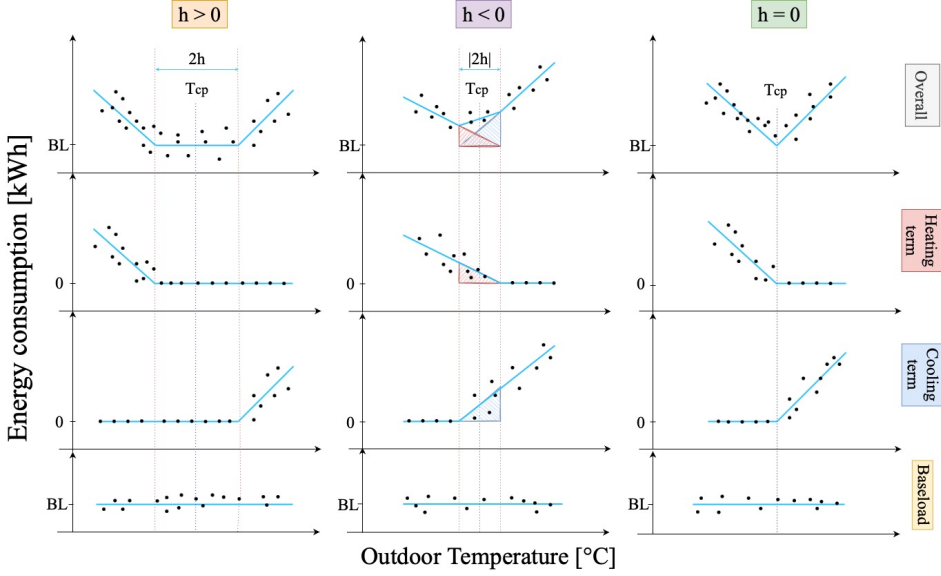 h > 0
h < 0
h = 0
2h
|2h|
Tcp
Tcp
Tcp
BL
BL
BL
Overall
0
0
0
Heating
term
0
0
0
Cooling
term
BL
BL
BL
Baseload
Energy consumption [kWh]
Outdoor Temperature [°C]